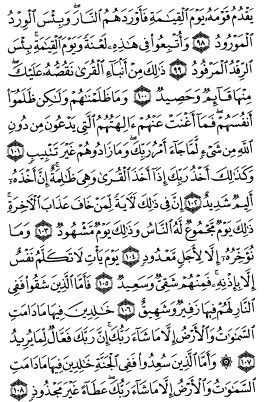 يَقْدُمُ قَوْمَهُۥ يَوْمَ ٱلْقِيَٰمَةِ فَأَوْرَدَهُمُ ٱلنَّارَ ۖ وَبِئْسَ ٱلْوِرْدُ
ٱلْمَوْرُودُ ٩٨ وَأُتْبِعُوا۟ فِى هَٰذِهِۦ لَعْنَةً وَيَوْمَ ٱلْقِيَٰمَةِ ۚ بِئْسَ
ٱلرِّفْدُ ٱلْمَرْفُودُ ٩٩ ذَٰلِكَ مِنْ أَنۢبَآءِ ٱلْقُرَىٰ نَقُصُّهُۥ عَلَيْكَ ۖ
مِنْهَا قَآئِمٌ وَحَصِيدٌ ١٠٠ وَمَا ظَلَمْنَٰهُمْ وَلَٰكِن ظَلَمُوٓا۟
أَنفُسَهُمْ ۖ فَمَآ أَغْنَتْ عَنْهُمْ ءَالِهَتُهُمُ ٱلَّتِى يَدْعُونَ مِن دُونِ
ٱللَّهِ مِن شَىْءٍ لَّمَّا جَآءَ أَمْرُ رَبِّكَ ۖ وَمَا زَادُوهُمْ غَيْرَ تَتْبِيبٍ ١٠١
وَكَذَٰلِكَ أَخْذُ رَبِّكَ إِذَآ أَخَذَ ٱلْقُرَىٰ وَهِىَ ظَٰلِمَةٌ ۚ إِنَّ أَخْذَهُۥٓ
أَلِيمٌ شَدِيدٌ ١٠٢ إِنَّ فِى ذَٰلِكَ لَءَايَةً لِّمَنْ خَافَ عَذَابَ ٱلْءَاخِرَةِ ۚ
ذَٰلِكَ يَوْمٌ مَّجْمُوعٌ لَّهُ ٱلنَّاسُ وَذَٰلِكَ يَوْمٌ مَّشْهُودٌ ١٠٣ وَمَا
نُؤَخِّرُهُۥٓ إِلَّا لِأَجَلٍ مَّعْدُودٍ ١٠٤ يَوْمَ يَأْتِ لَا تَكَلَّمُ نَفْسٌ
إِلَّا بِإِذْنِهِۦ ۚ فَمِنْهُمْ شَقِىٌّ وَسَعِيدٌ ١٠٥ فَأَمَّا ٱلَّذِينَ شَقُوا۟ فَفِى
ٱلنَّارِ لَهُمْ فِيهَا زَفِيرٌ وَشَهِيقٌ ١٠٦ خَٰلِدِينَ فِيهَا مَا دَامَتِ
ٱلسَّمَٰوَٰتُ وَٱلْأَرْضُ إِلَّا مَا شَآءَ رَبُّكَ ۚ إِنَّ رَبَّكَ فَعَّالٌ لِّمَا يُرِيدُ
١٠٧ ۞ وَأَمَّا ٱلَّذِينَ سُعِدُوا۟ فَفِى ٱلْجَنَّةِ خَٰلِدِينَ فِيهَا مَا دَامَتِ
ٱلسَّمَٰوَٰتُ وَٱلْأَرْضُ إِلَّا مَا شَآءَ رَبُّكَ ۖ عَطَآءً غَيْرَ مَجْذُوذٍ ١٠٨